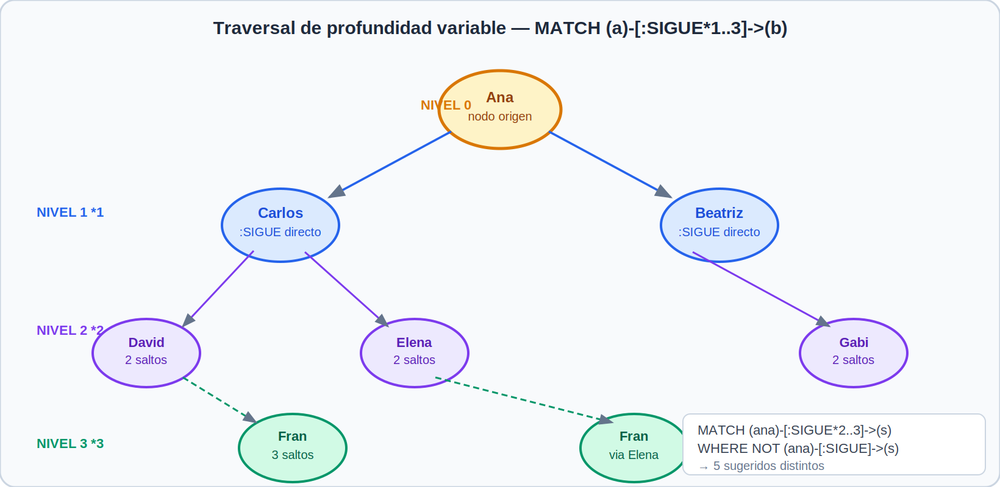 Traversal de profundidad variable — MATCH (a)-[:SIGUE*1..3]->(b)
NIVEL 0
Ana
nodo origen
NIVEL 1 *1
Carlos
:SIGUE directo
Beatriz
:SIGUE directo
NIVEL 2 *2
David
2 saltos
Elena
2 saltos
Gabi
2 saltos
NIVEL 3 *3
Fran
3 saltos
Fran
via Elena
MATCH (ana)-[:SIGUE*2..3]->(s)
WHERE NOT (ana)-[:SIGUE]->(s)
→ 5 sugeridos distintos